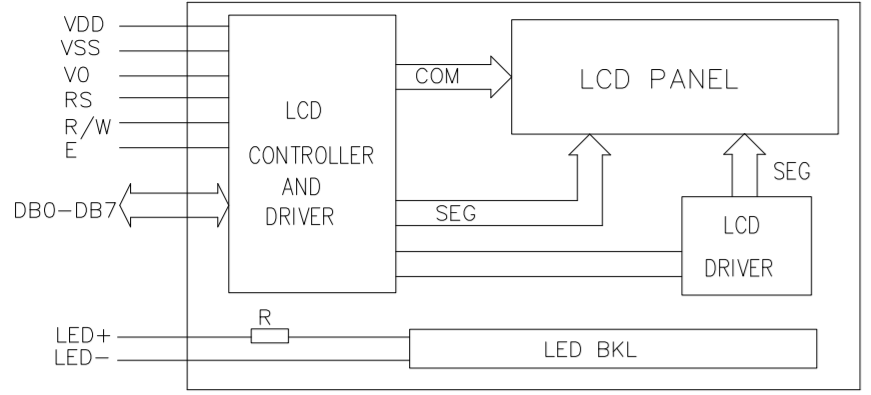 VDD
VSS
V0
RS
R/W
E
DB0-DB7
LED+
LED-
LCD
CONTROLLER
AND
DRIVER
COM
LCD PANEL
SEG
SEG
LCD
DRIVER
R
LED BKL